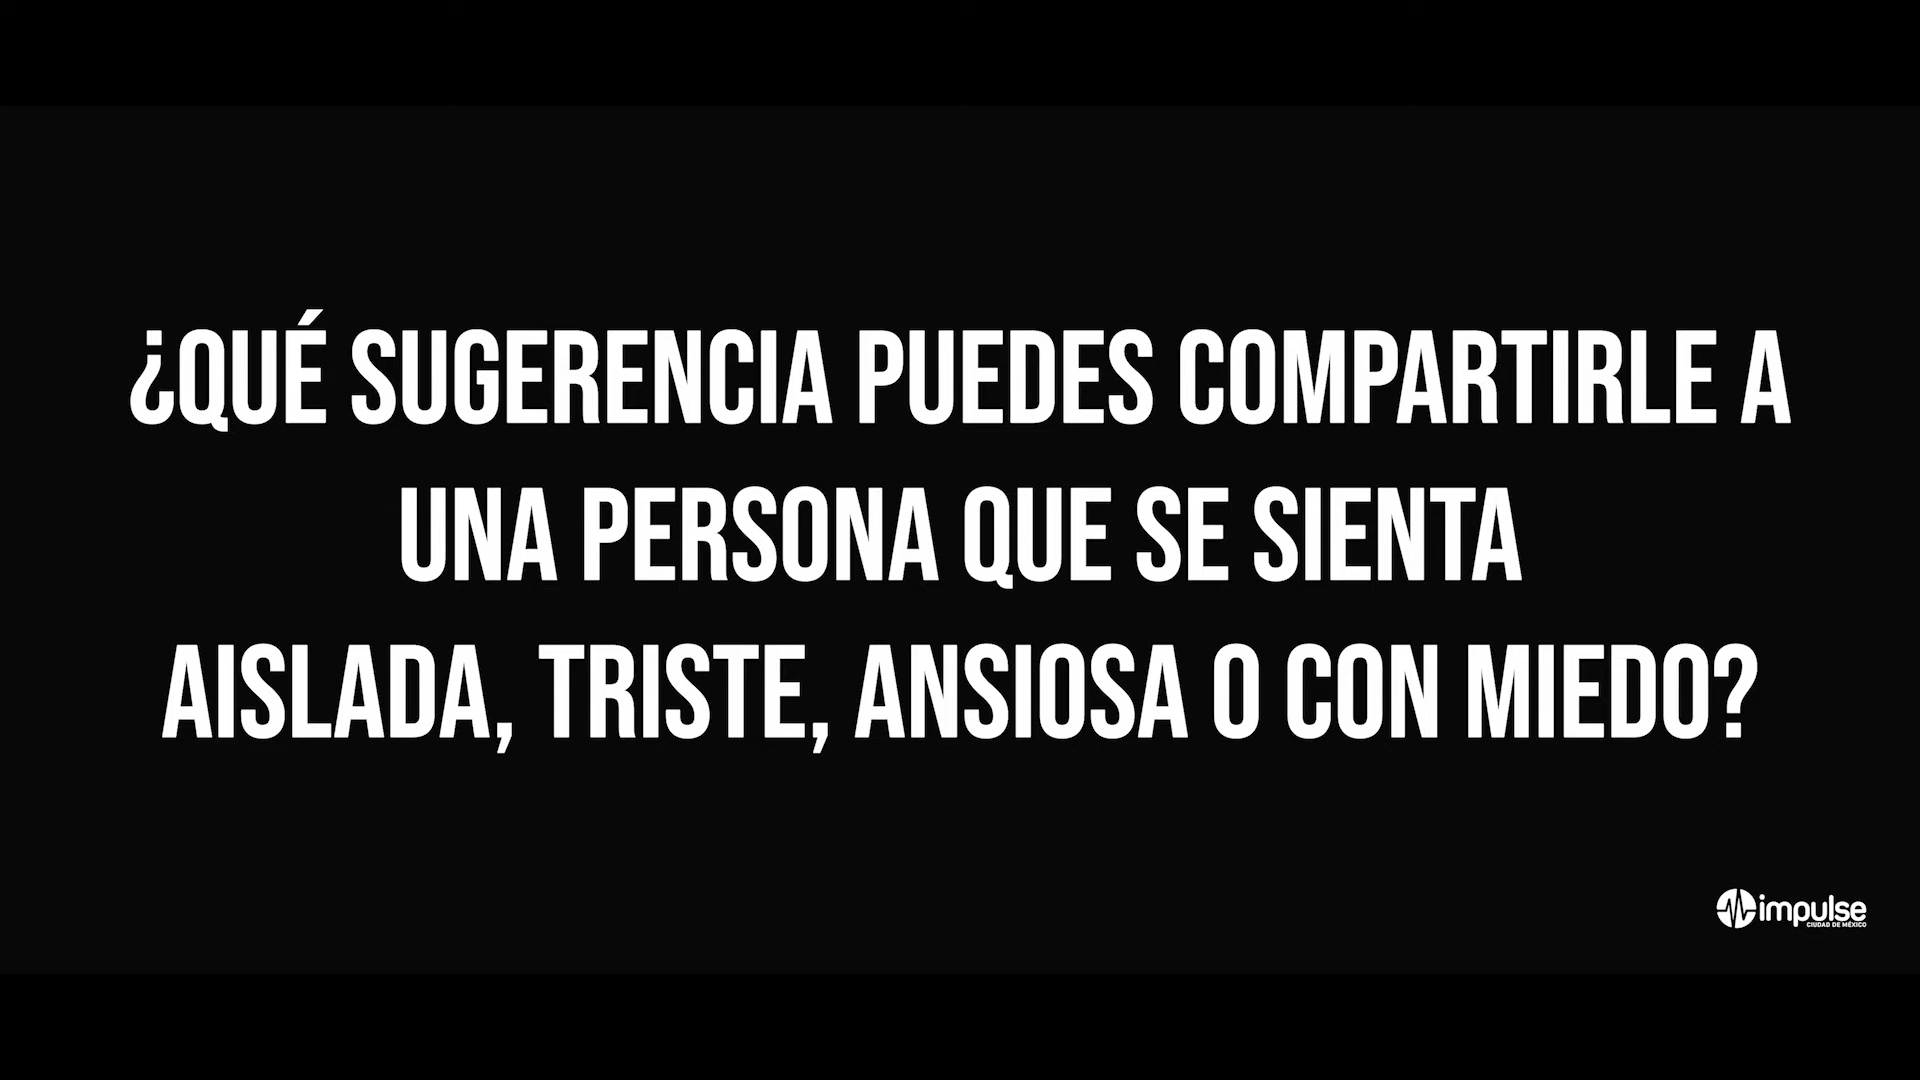 ¿QUÉ SUGERENCIA PUEDES COMPARTIRLE A
UNA PERSONA QUE SE SIENTA
AISLADA, TRISTE, ANSIOSA O CON MIEDO?
impulse
CIUDAD DE MÉXICO